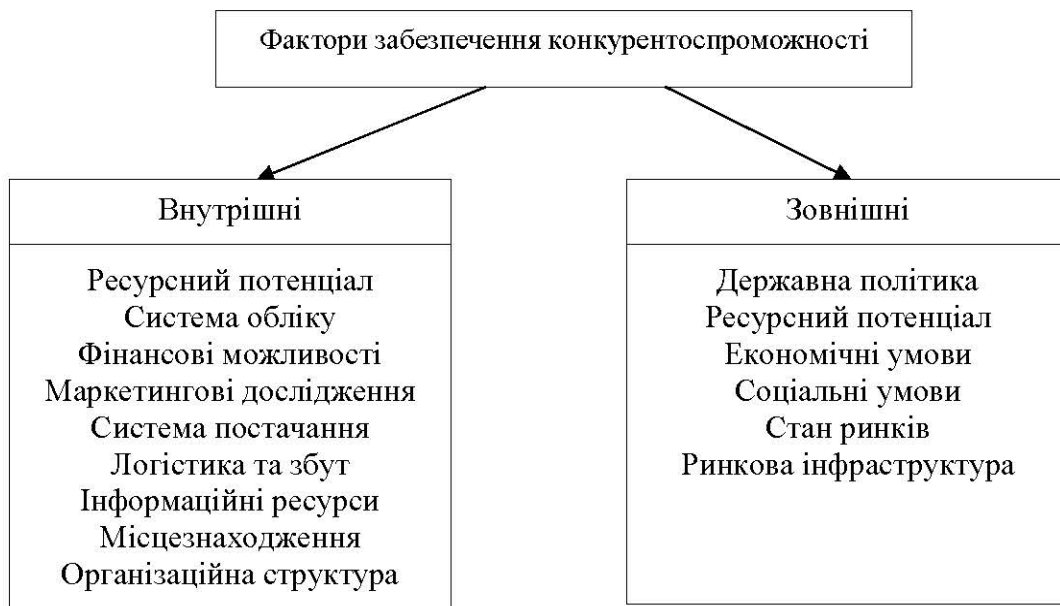 Фактори забезпечення конкурентоспроможності
Внутрішні
Ресурсний потенціал
Система обліку
Фінансові можливості
Маркетингові дослідження
Система постачання
Логістика та збут
Інформаційні ресурси
Місцезнаходження
Організаційна структура
Зовнішні
Державна політика
Ресурсний потенціал
Економічні умови
Соціальні умови
Стан ринків
Ринкова інфраструктура